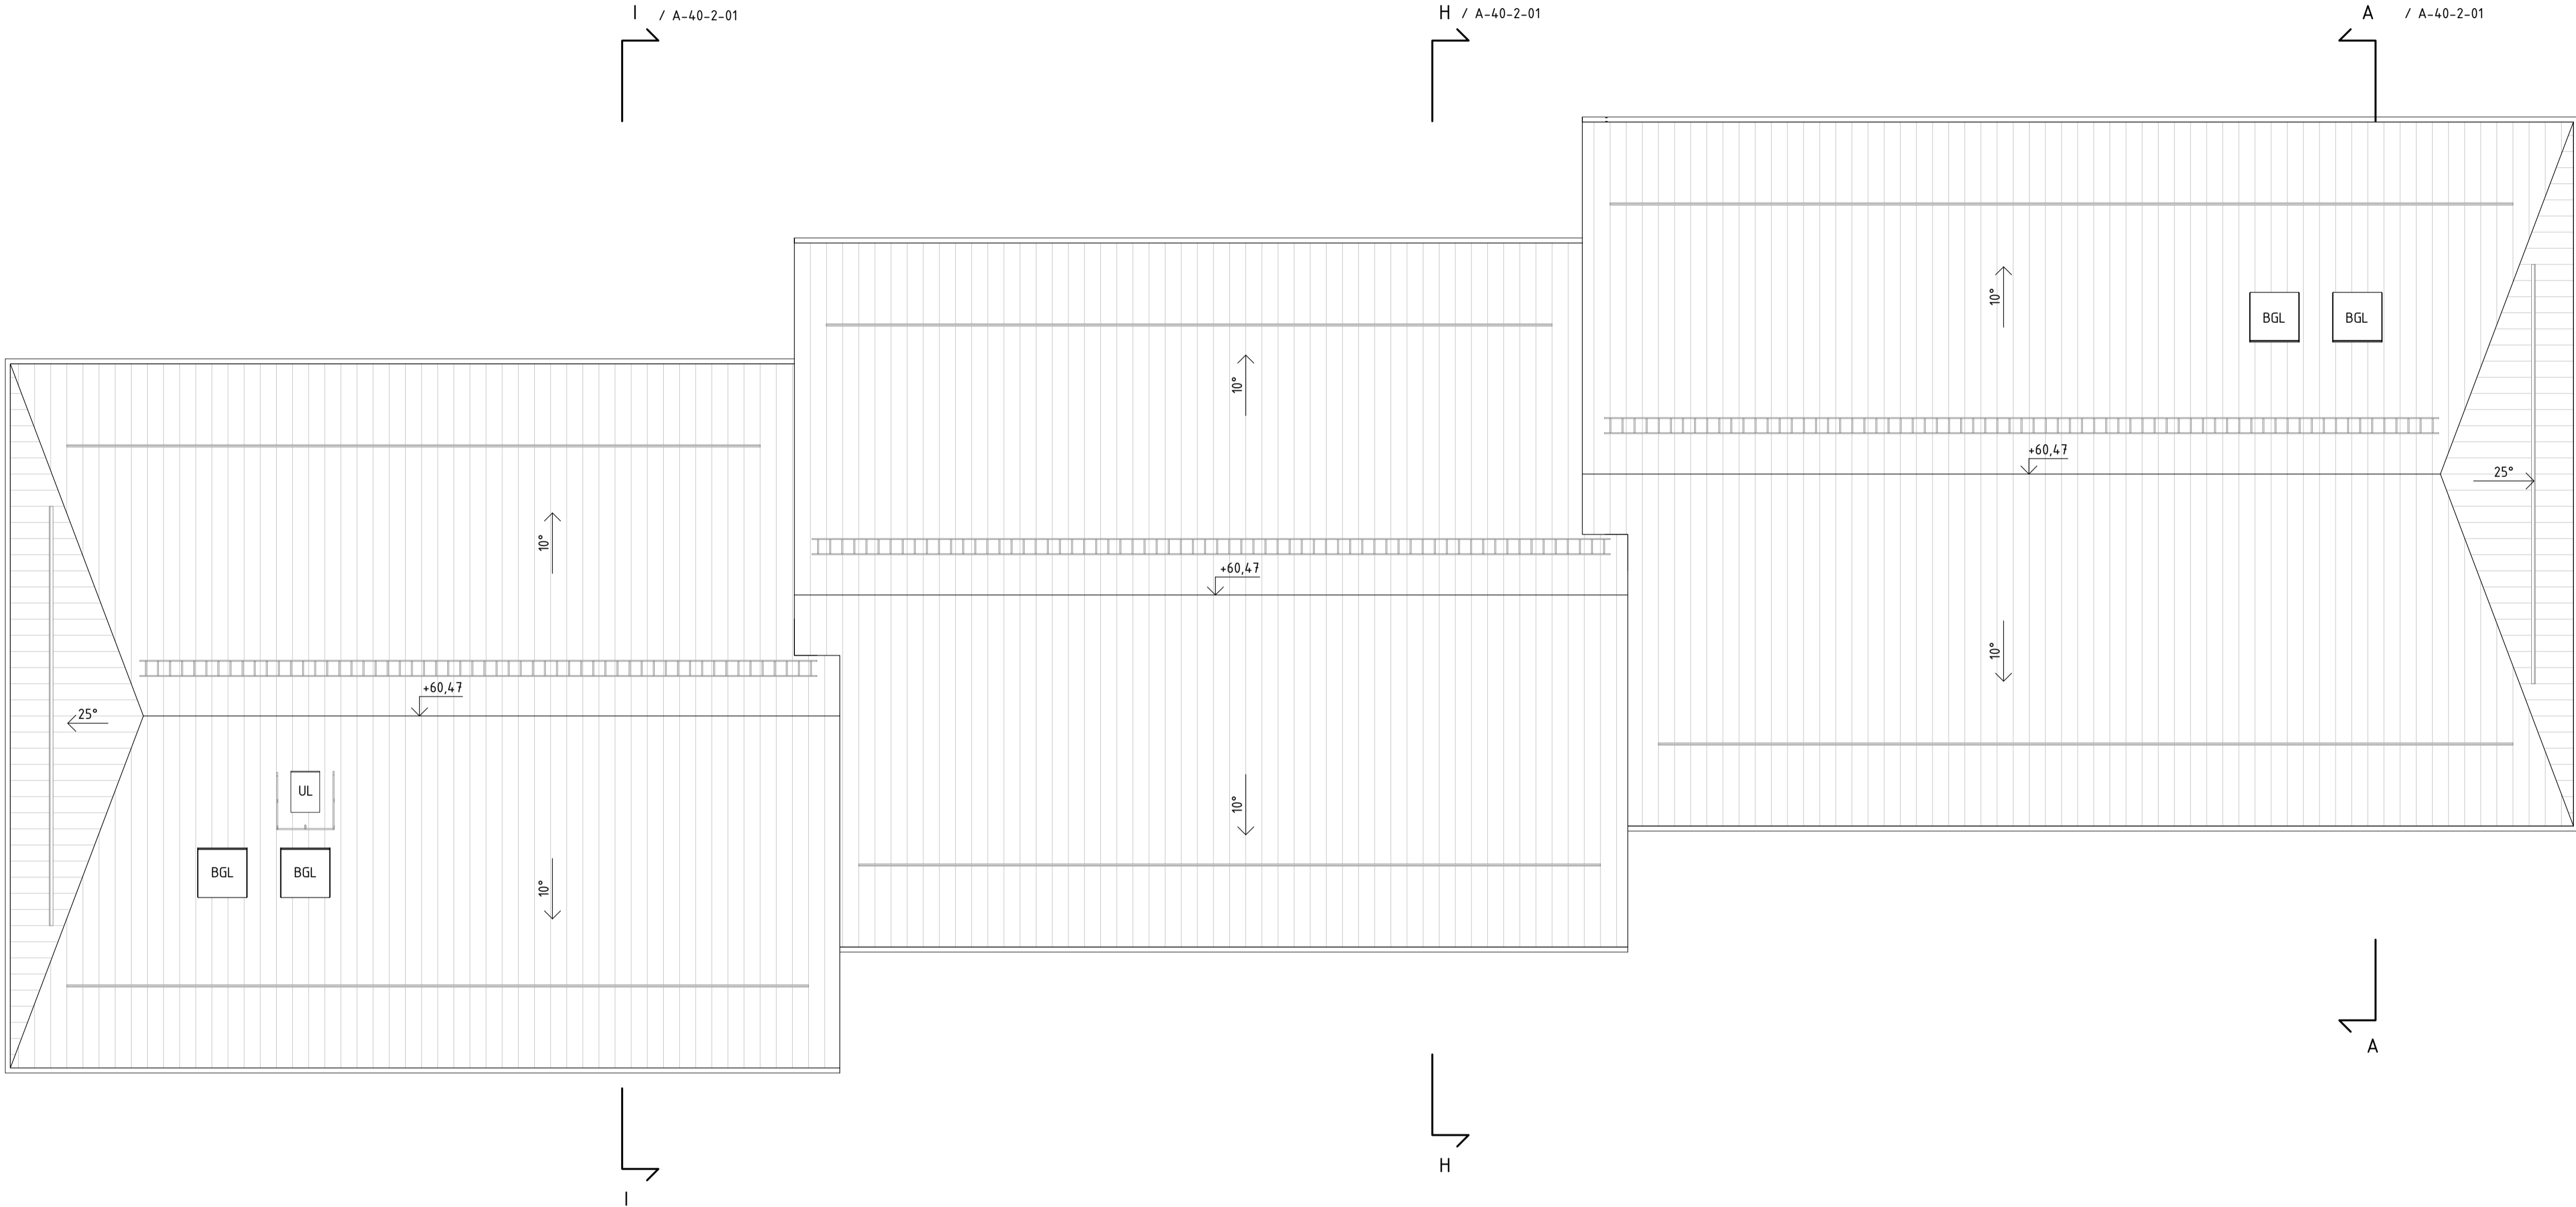 I / A-40-2-01
H / A-40-2-01
A / A-40-2-01
10°
BGL
BGL
10°
+60,47
25°
10°
+60,47
10°
+60,47
25°
10°
UL
10°
BGL
BGL
10°
A
H
I